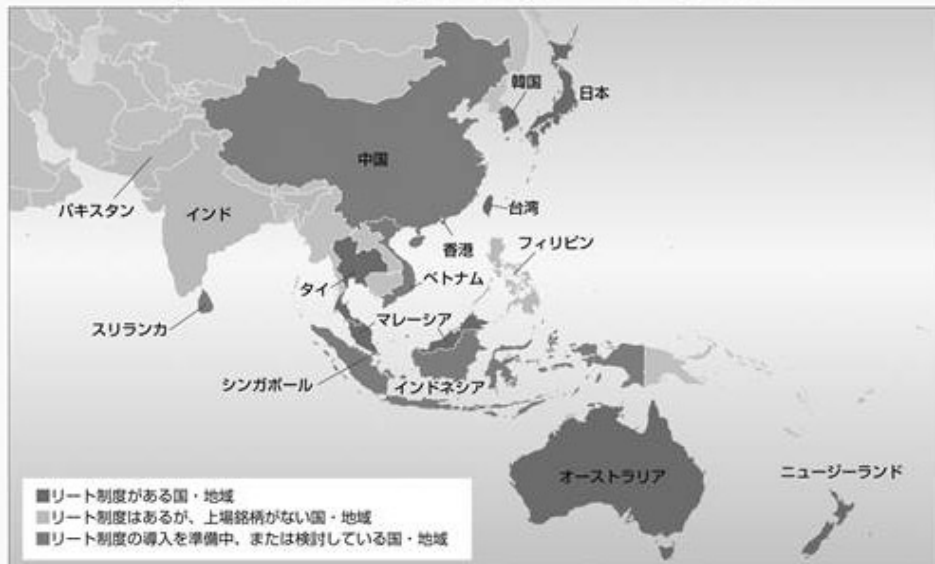 韓国
日本
中国
パキスタン
インド
台湾
香港
フィリピン
タイ
ベトナム
スリランカ
マレーシア
シンガポール
インドネシア
オーストラリア
ニュージーランド
■リート制度がある国・地域
■リート制度はあるが、上場銘柄がない国・地域
■リート制度の導入を準備中、または検討している国・地域